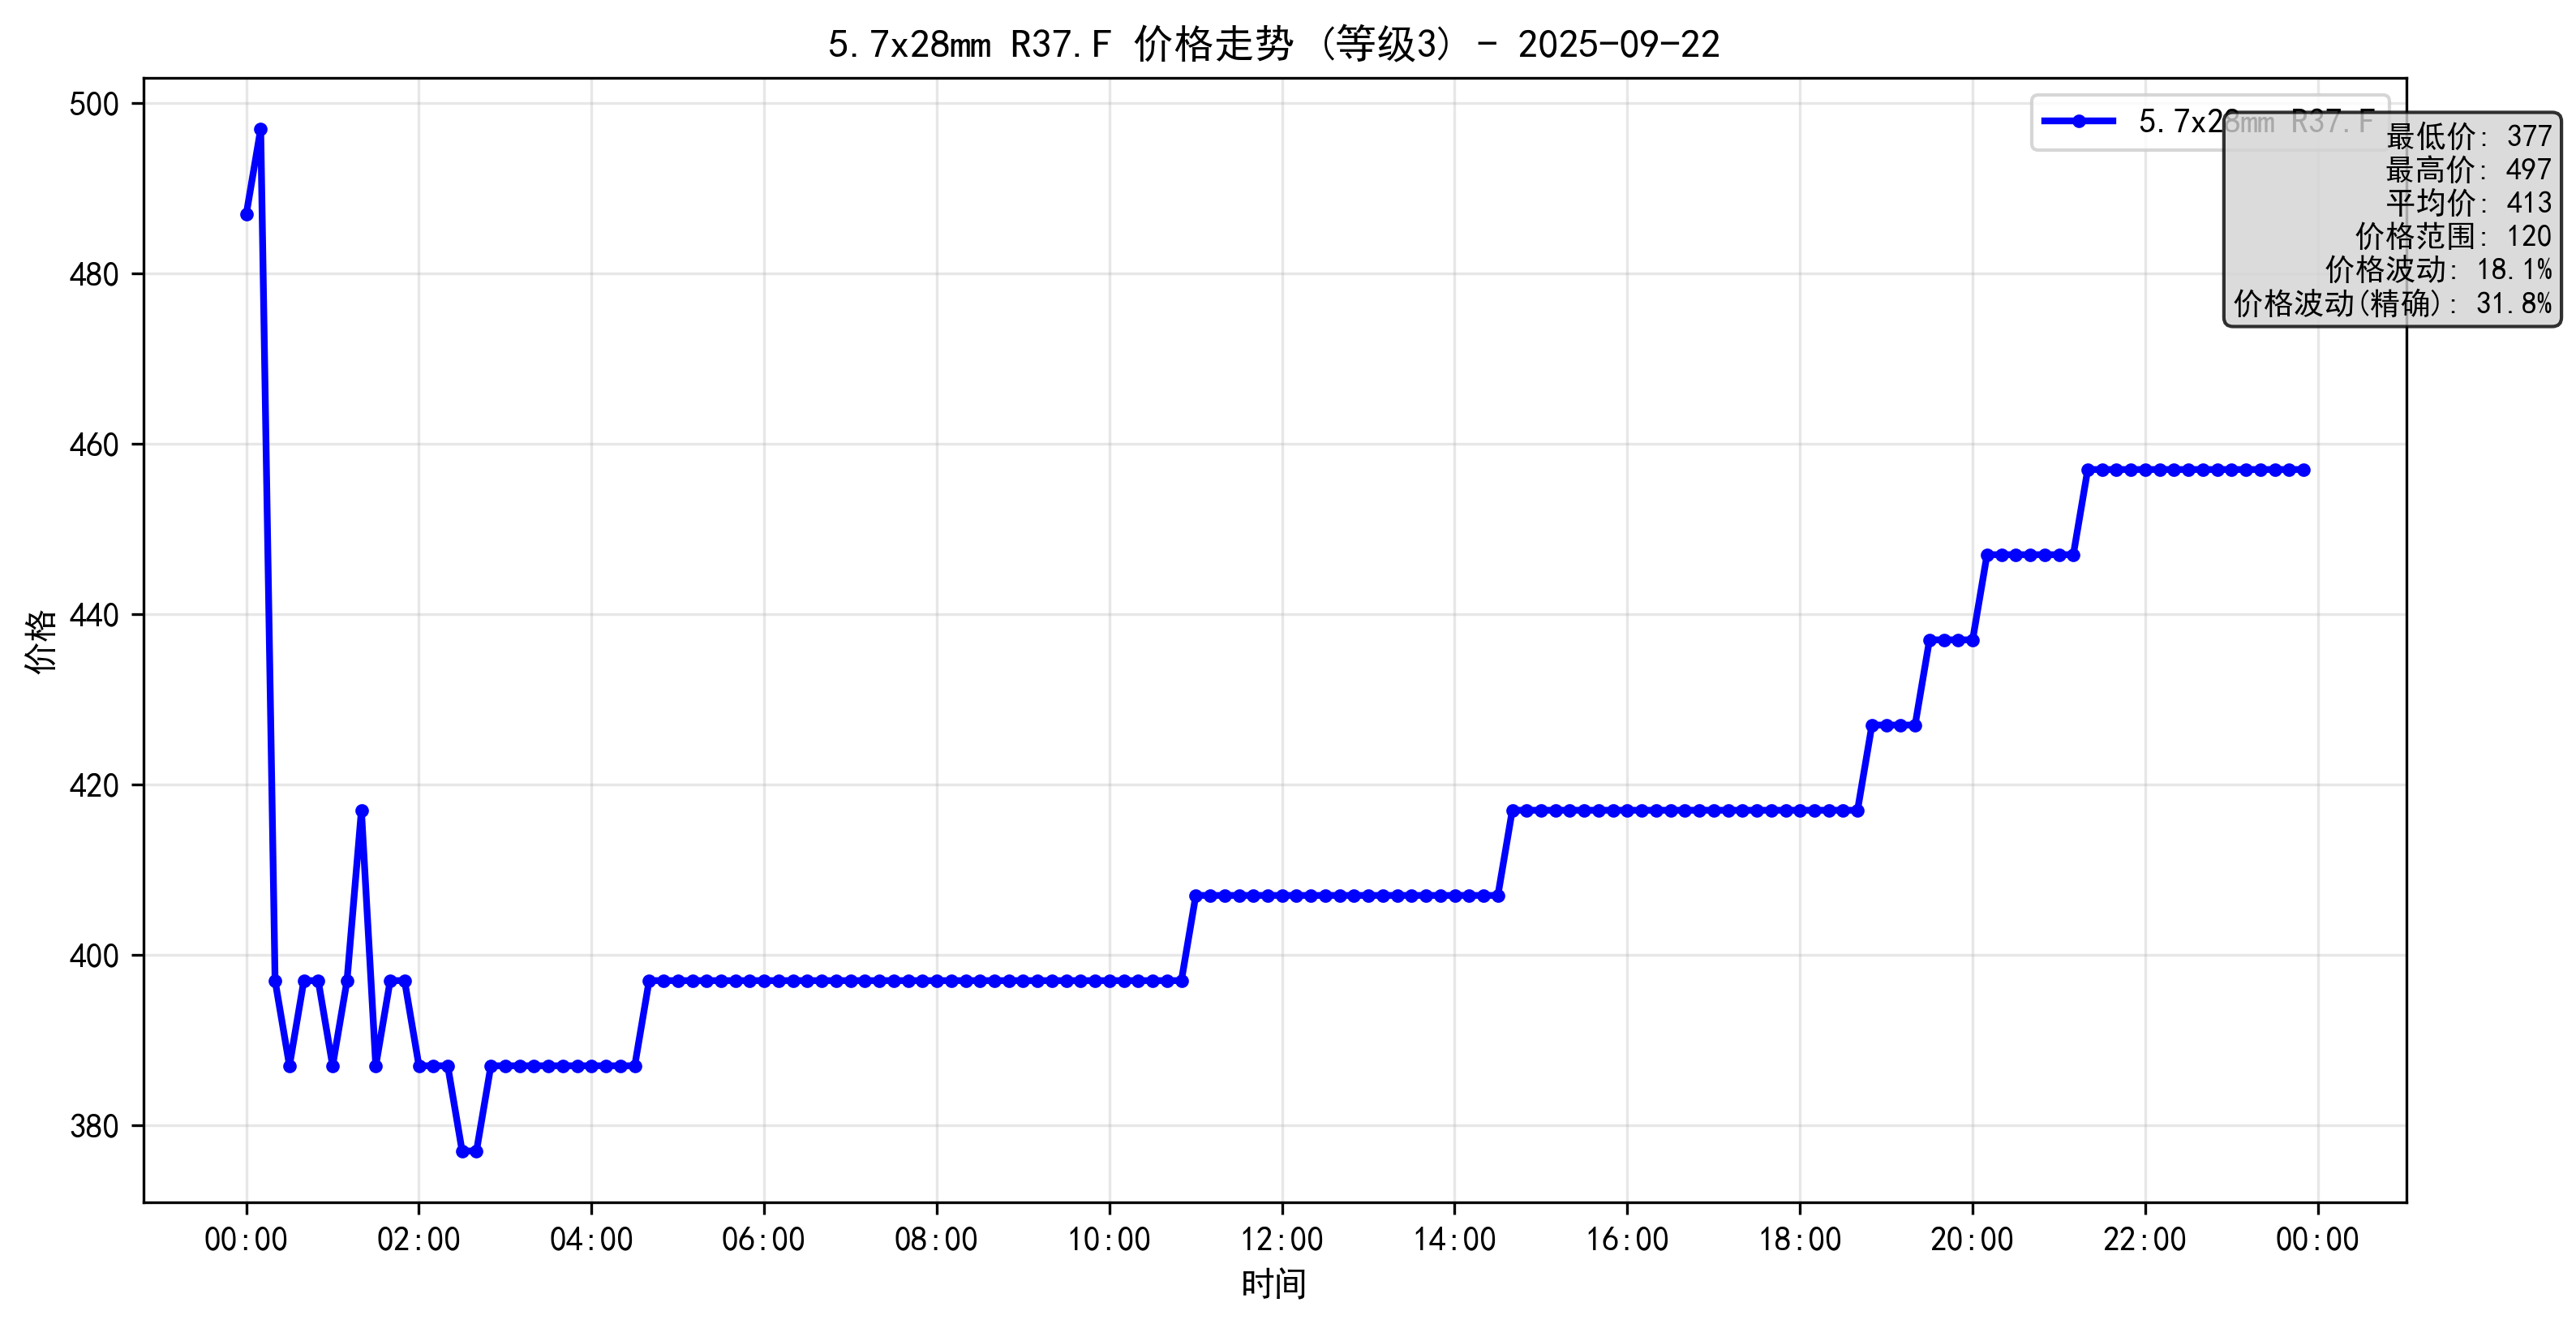 5.7x28mm R37.F 价格走势 (等级3) - 2025-09-22
5.7x28mm R37.F
最低价: 377
最高价: 497
平均价: 413
价格范围: 120
价格波动: 18.1%
价格波动(精确): 31.8%
价格
500
480
460
440
420
400
380
00:00 02:00 04:00 06:00 08:00 10:00 12:00 14:00 16:00 18:00 20:00 22:00 00:00
时间